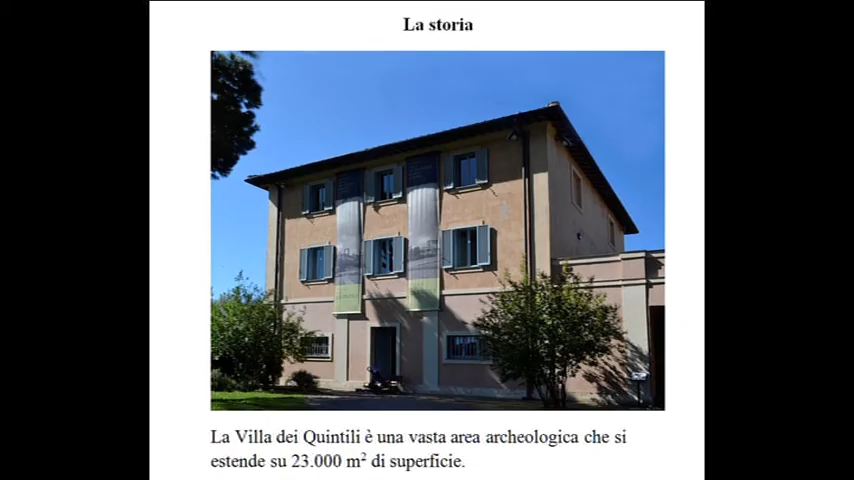 La storia
La Villa dei Quintili è una vasta area archeologica che si
estende su 23.000 m² di superficie.